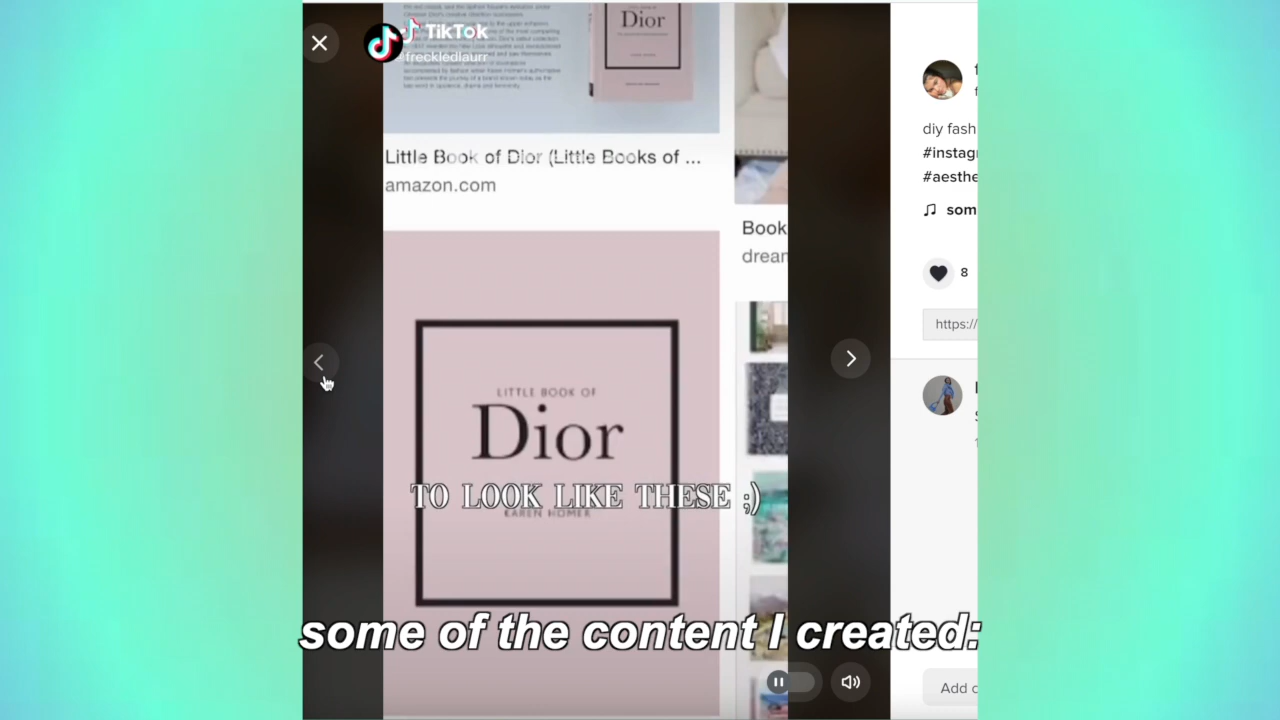 Dior
TikTok
freckledlaurr
Little Book of Dior (Little Books of ...
amazon.com
Book
drear
LITTLE BOOK OF
Dior
TO LOOK LIKE THESE ;)
KAREN HOMER
some of the content I created:
f
f
diy fash
#instag
#aesthe
som
8
https://
Add c